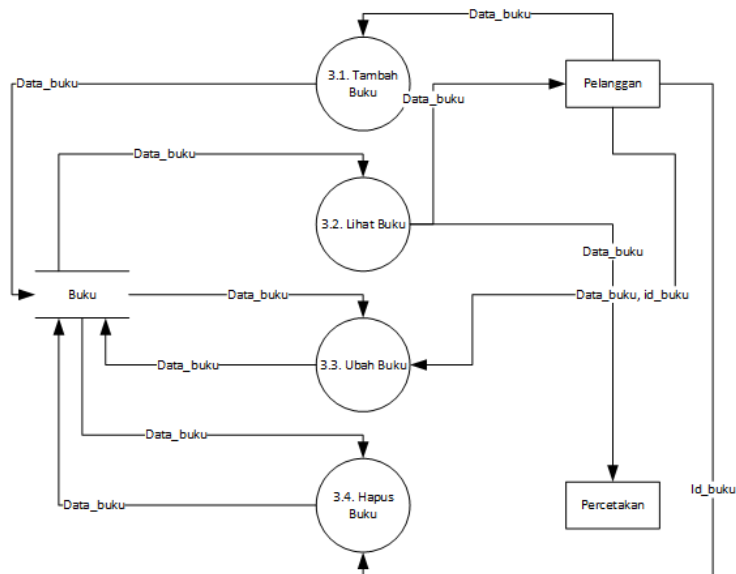 Data_buku
3.1. Tambah
Buku
Pelanggan
Data_buku
Data_buku
Data_buku
3.2. Lihat Buku
Data_buku
Buku
Data_buku
Data_buku, id_buku
Data_buku
3.3. Ubah Buku
Data_buku
3.4. Hapus
Buku
Percetakan
Id_buku
Data_buku